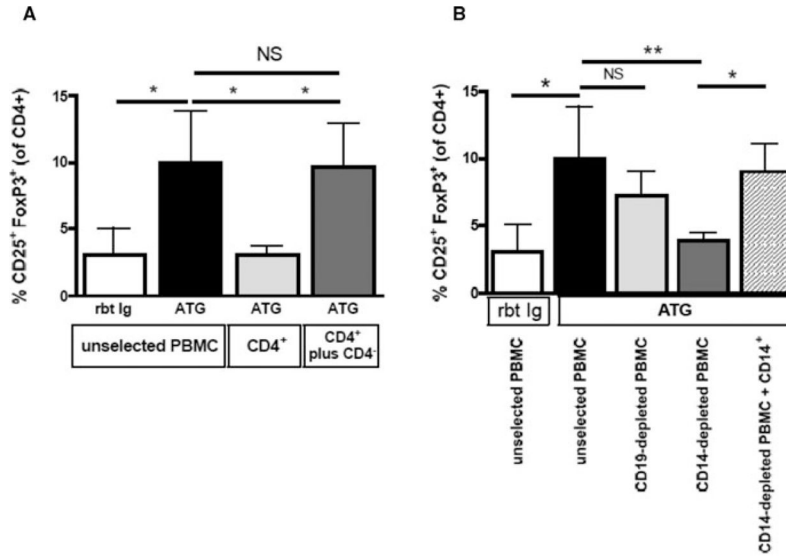 A
NS
* * *
% CD25⁺ FoxP3⁺ (of CD4+)
15
10
5
0
rbt Ig ATG ATG ATG
unselected PBMC CD4⁺ CD4⁺
plus CD4⁻
B
**
* NS *
% CD25⁺ FoxP3⁺ (of CD4+)
15
10
5
0
rbt Ig ATG
unselected PBMC
unselected PBMC
CD19-depleted PBMC
CD14-depleted PBMC
CD14-depleted PBMC + CD14⁺